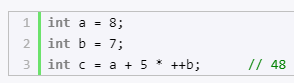 1 int a = 8;
2 int b = 7;
3 int c = a + 5 * ++b; // 48